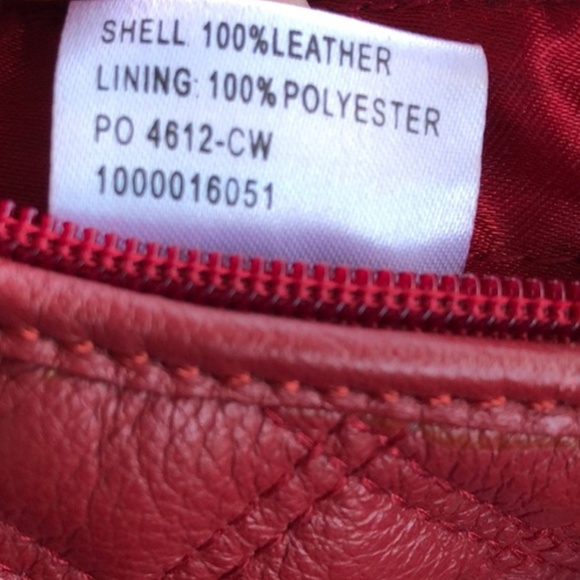 SHELL 100%LEATHER
LINING: 100%POLYESTER
PO 4612-CW
1000016051